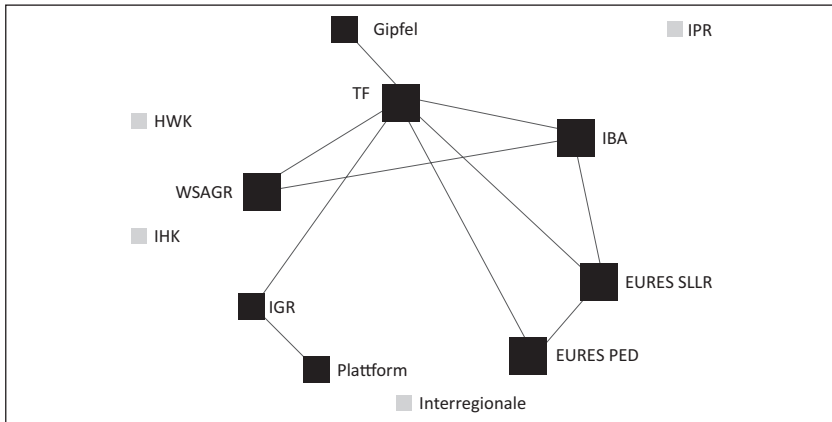 Gipfel
IPR
TF
HWK
IBA
WSAGR
IHK
EURES SLLR
IGR
EURES PED
Plattform
Interregionale